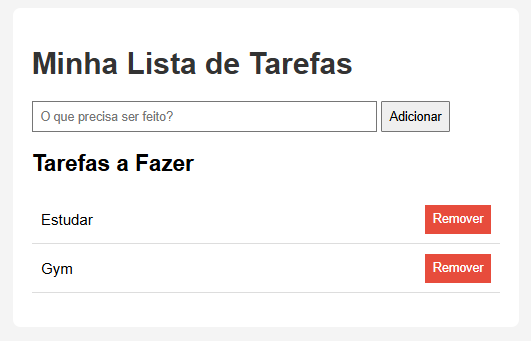 Minha Lista de Tarefas
O que precisa ser feito? Adicionar
Tarefas a Fazer
Estudar Remover
Gym Remover